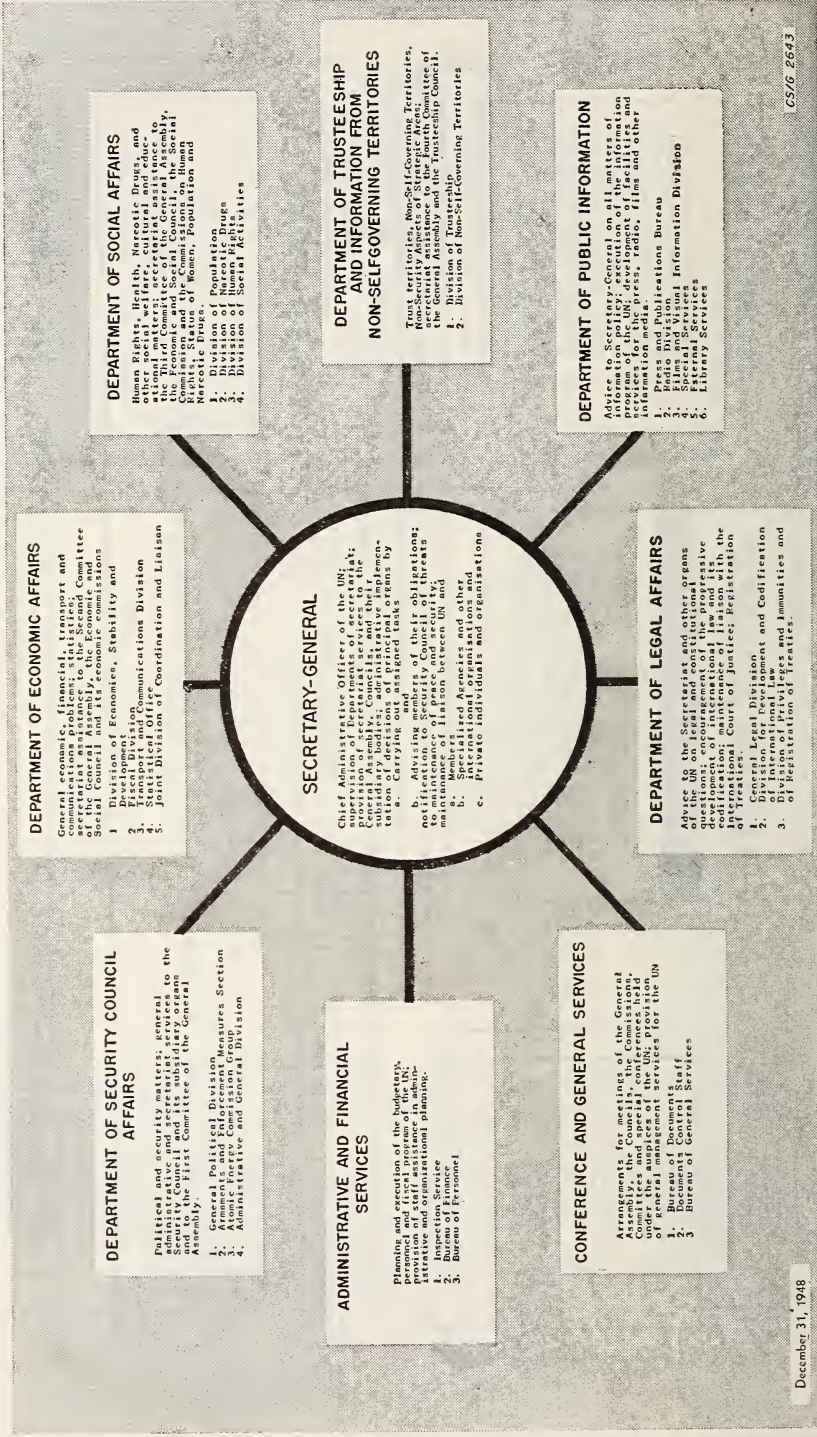 DEPARTMENT OF SECURITY COUNCIL
AFFAIRS
Political and security matters; general
administrative and secretariat services to the
Security Council and its subsidiary organs
and to the First Committee of the General
Assembly.
1. General Political Division
2. Armaments and Enforcement Measures Section
3. Atomic Energy Commission Group
4. Administrative and General Division
DEPARTMENT OF ECONOMIC AFFAIRS
General economic, financial, transport and
communications problems, statistics;
secretariat assistance to the Second Committee
of the General Assembly, the Economic and
Social Council and its economic commissions
1 Division of Economies, Stability and
Development
2 Fiscal Division
3. Transport and Communications Division
4. Statistical Office
5. Joint Division of Coordination and Liaison
DEPARTMENT OF SOCIAL AFFAIRS
Human Rights, Health, Narcotic Drugs, and
other social welfare, cultural and educ-
ational matters; secretariat assistance to
the Third Committee of the General Assembly,
the Economic and Social Council, the Social
Commission and the Commissions on Human
Rights, Status of Women, Population and
Narcotic Drugs.
1. Division of Population
2. Division of Narcotic Drugs
3. Division of Human Rights
4. Division of Social Activities
ADMINISTRATIVE AND FINANCIAL
SERVICES
Planning and execution of the budgetary,
personnel and fiscal program of the UN;
provision of staff assistance in admin-
istrative and organizational planning.
1. Inspection Service
2. Bureau of Finance
3. Bureau of Personnel
SECRETARY-GENERAL
Chief Administrative Officer of the UN;
supervision of Departments of secretariat;
provision of secretariat services to the
General Assembly, Councils, and their
subsidiary bodies; administrative implemen-
tation of decisions of principal organs by
a. Carrying out assigned tasks
and
b. Advising members of their obligations;
notification to Security Council of threats
to maintenance of peace and security;
maintenance of liaison between UN and
a. Members
b. Specialized Agencies and other
international organisations and
c. Private individuals and organisations
DEPARTMENT OF TRUSTEESHIP
AND INFORMATION FROM
NON-SELFGOVERNING TERRITORIES
Trust territories, Non-Self-Governing Territories,
Non-Security Aspects of Strategic Areas;
secretariat assistance to the Fourth Committee of
the General Assembly and the Trusteeship Council.
1. Division of Trusteeship
2. Division of Non-Self-Governing Territories
CONFERENCE AND GENERAL SERVICES
Arrangements for meetings of the General
Assembly, the Councils, the Commissions,
Committees and special conferences held
under the auspices of the UN; Provision
of general management services for the UN
1. Bureau of Documents
2. Documents Control Staff
3 Bureau of General Services
DEPARTMENT OF LEGAL AFFAIRS
Advice to the Secretariat and other organs
of the UN on legal and constitutional
questions; encouragement of the progressive
development of international law and its
codification; maintenance of liaison with the
International Court of Justice; Registration
of Treaties.
1. General Legal Division
2. Division for Development and Codification
of International Law
3. Division of Privileges and Immunities and
of Registration of Treaties.
DEPARTMENT OF PUBLIC INFORMATION
Advice to Secretary-General on all matters of
information policy; execution of the information
program of the UN; development of facilities and
services for the press, radio, films and other
information media.
1. Press and Publications Bureau
2. Radio Division
3. Films and Visual Information Division
4. Special Services
5. External Services
6. Library Services
December 31, 1948
CS/G 2643